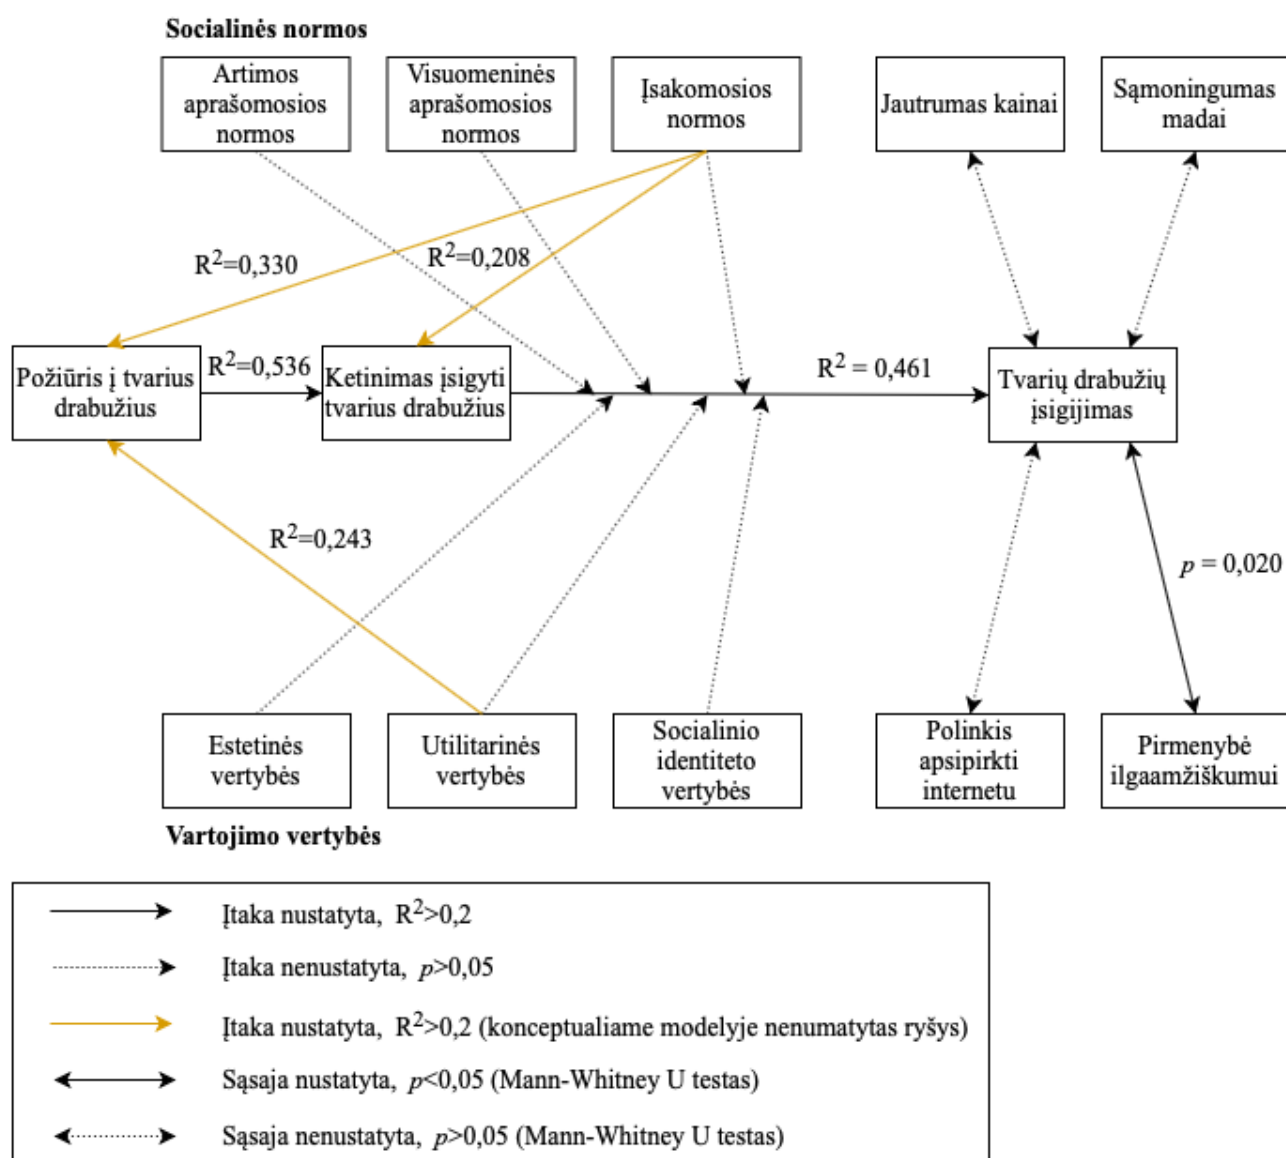 Socialinės normos
Artimos
aprašomosios
normos
Visuomeninės
aprašomosios
normos
Įsakomosios
normos
Jautrumas kainai
Sąmoningumas
madai
R²=0,330
R²=0,208
Požiūris į tvarius
drabužius
R²=0,536
Ketinimas įsigyti
tvarius drabužius
R² = 0,461
Tvarių drabužių
įsigijimas
R²=0,243
p = 0,020
Estetinės
vertybės
Utilitarinės
vertybės
Socialinio
identiteto
vertybės
Polinkis
apsipirkti
internetu
Pirmenybė
ilgaamžiškumui
Vartojimo vertybės
Įtaka nustatyta, R²>0,2
Įtaka nenustatyta, p>0,05
Įtaka nustatyta, R²>0,2 (konceptualiame modelyje nenumatytas ryšys)
Sąsaja nustatyta, p<0,05 (Mann-Whitney U testas)
Sąsaja nenustatyta, p>0,05 (Mann-Whitney U testas)